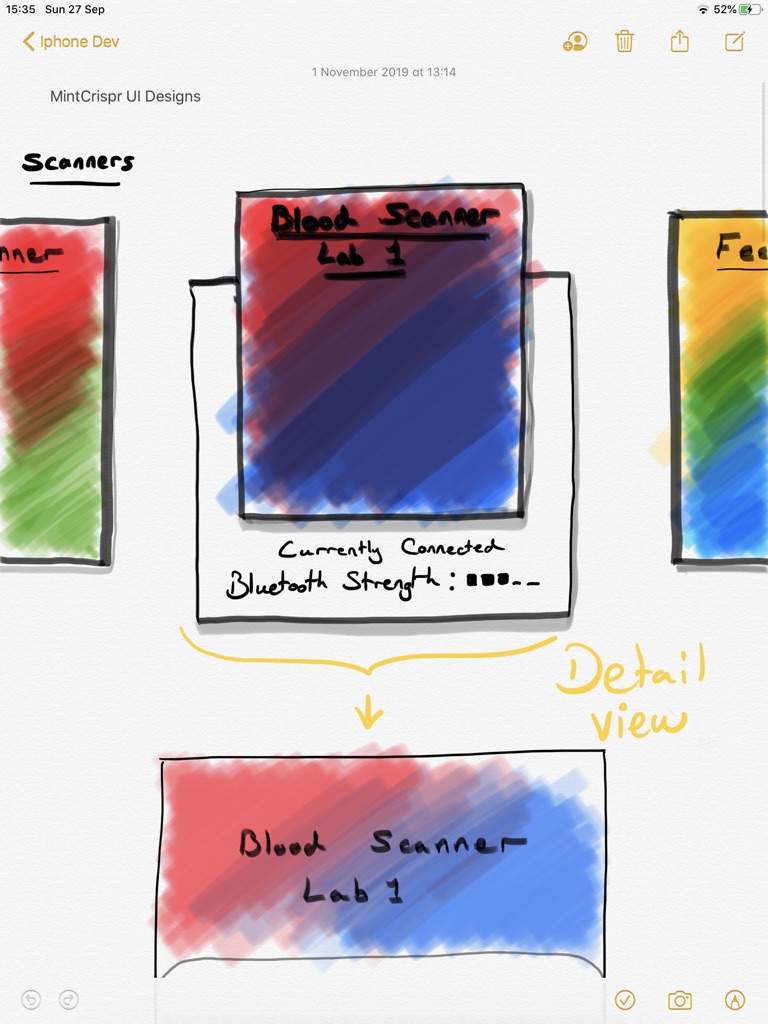 15:35 Sun 27 Sep 52%
Iphone Dev
1 November 2019 at 13:14
MintCrispr UI Designs
Scanners
nner
Blood Scanner
Lab 1
Fee
Currently Connected
Bluetooth Strength :
Detail
view
Blood Scanner
Lab 1